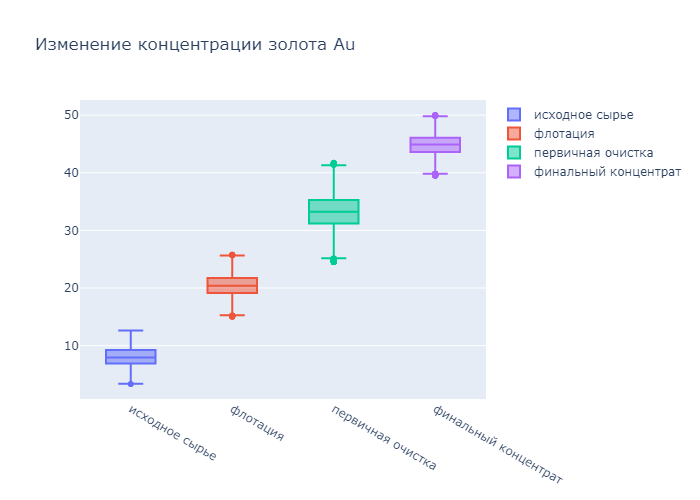 Изменение концентрации золота Au
50
40
30
20
10
исходное сырье
флотация
первичная очистка
финальный концентрат
исходное сырье
флотация
первичная очистка
финальный концентрат